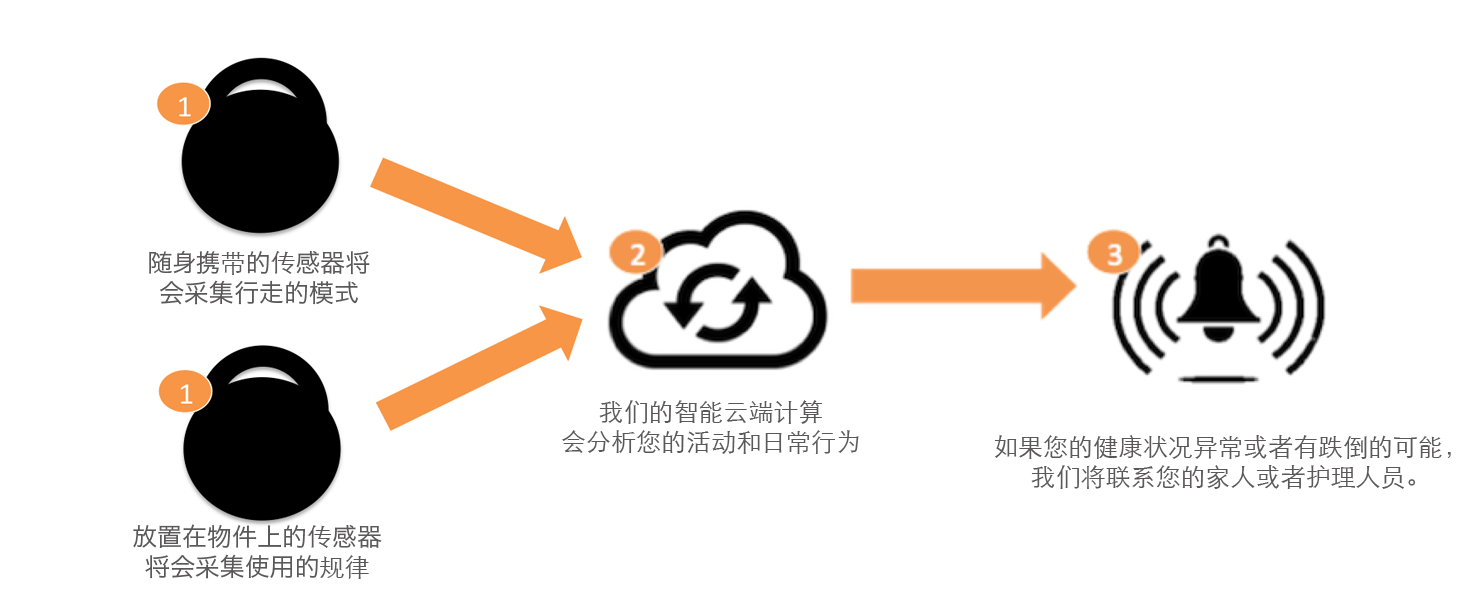 1
随身携带的传感器将
会采集行走的模式
1
放置在物件上的传感器
将会采集使用的规律
2
我们的智能云端计算
会分析您的活动和日常行为
3
如果您的健康状况异常或者有跌倒的可能，
我们将联系您的家人或者护理人员。